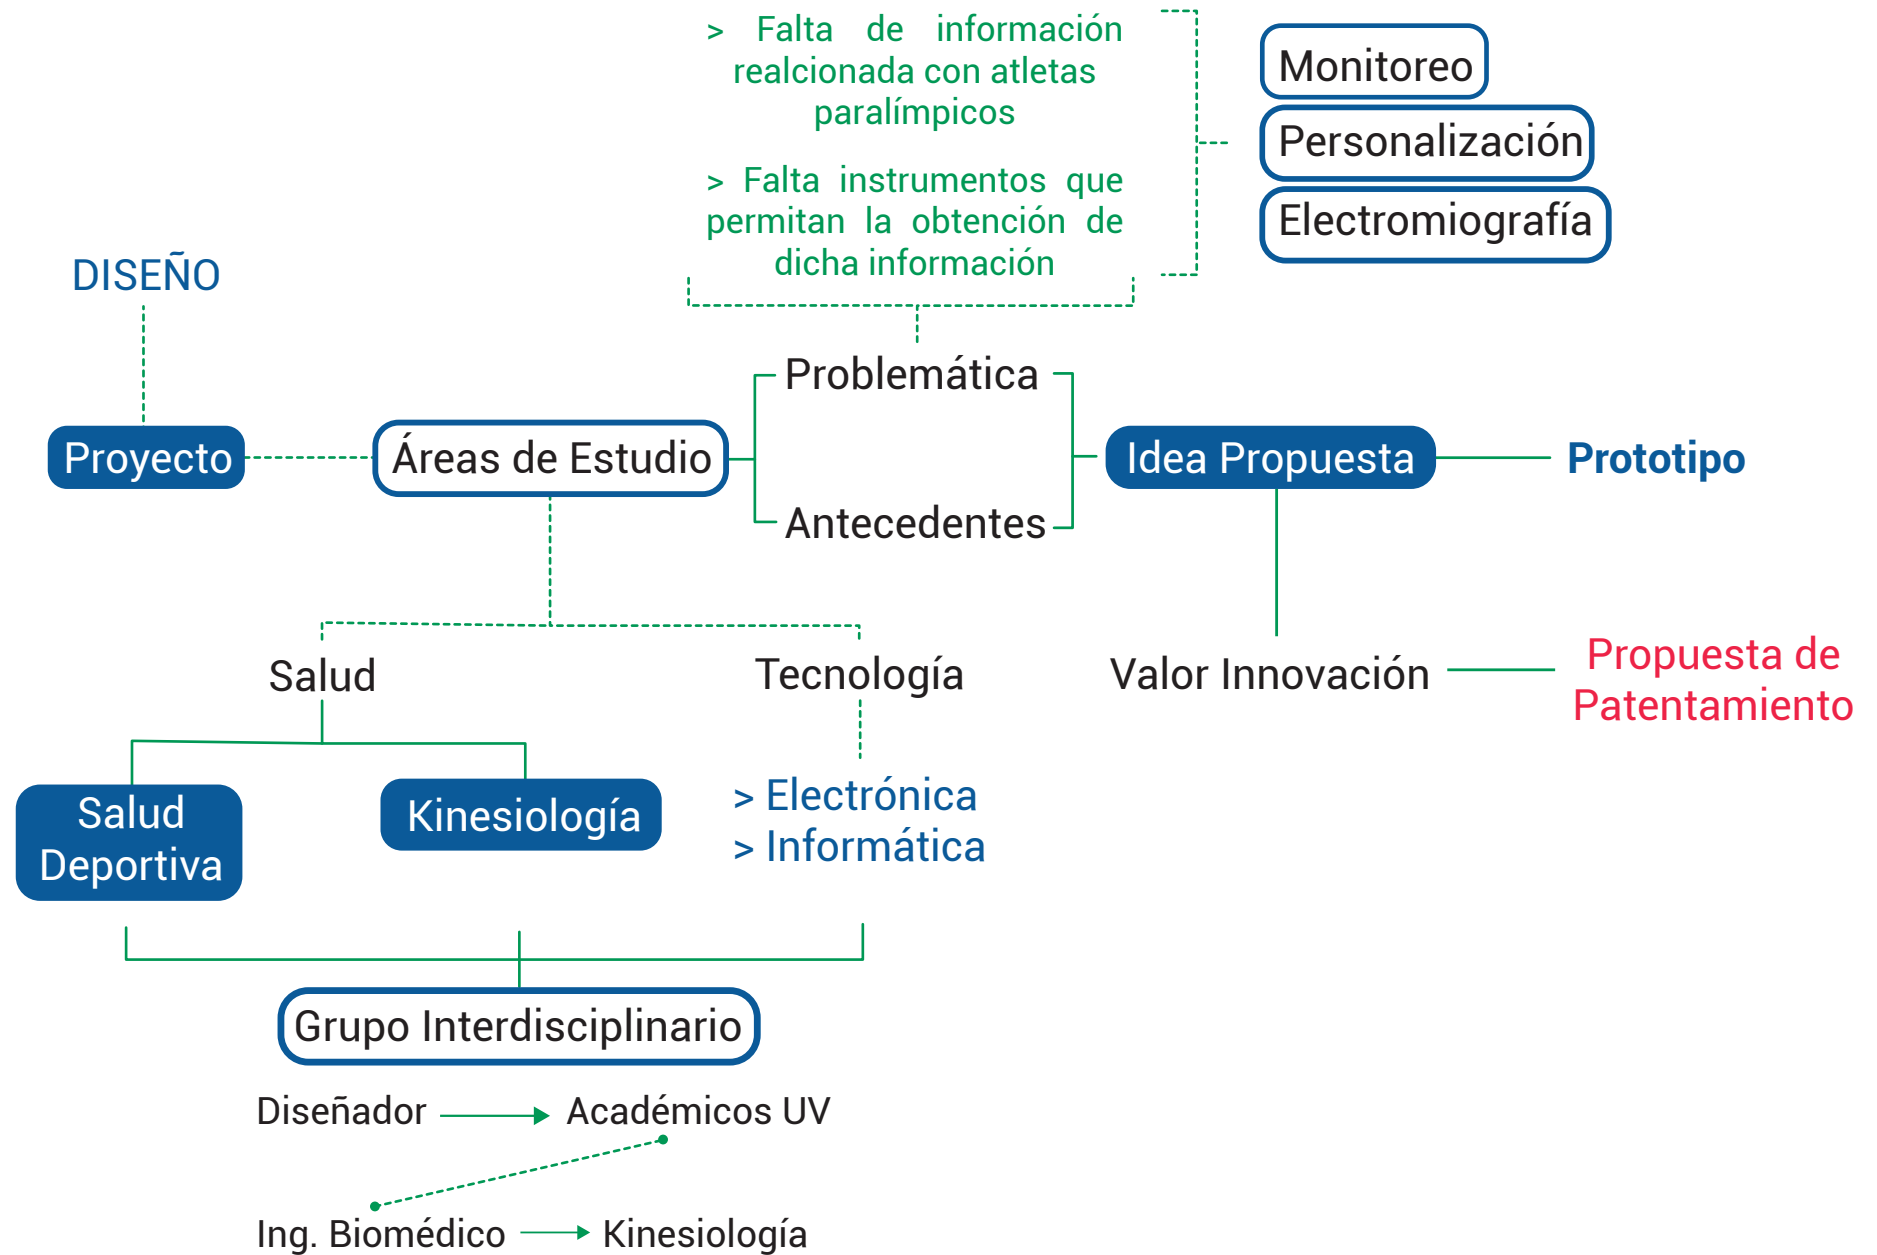 > Falta de información
realcionada con atletas
paralímpicos
> Falta instrumentos que
permitan la obtención de
dicha información
Monitoreo
Personalización
Electromiografía
DISEÑO
Problemática
Proyecto
Áreas de Estudio
Idea Propuesta
Prototipo
Antecedentes
Salud
Tecnología
Valor Innovación
Propuesta de
Patentamiento
Salud
Deportiva
Kinesiología
> Electrónica
> Informática
Grupo Interdisciplinario
Diseñador
Académicos UV
Ing. Biomédico
Kinesiología